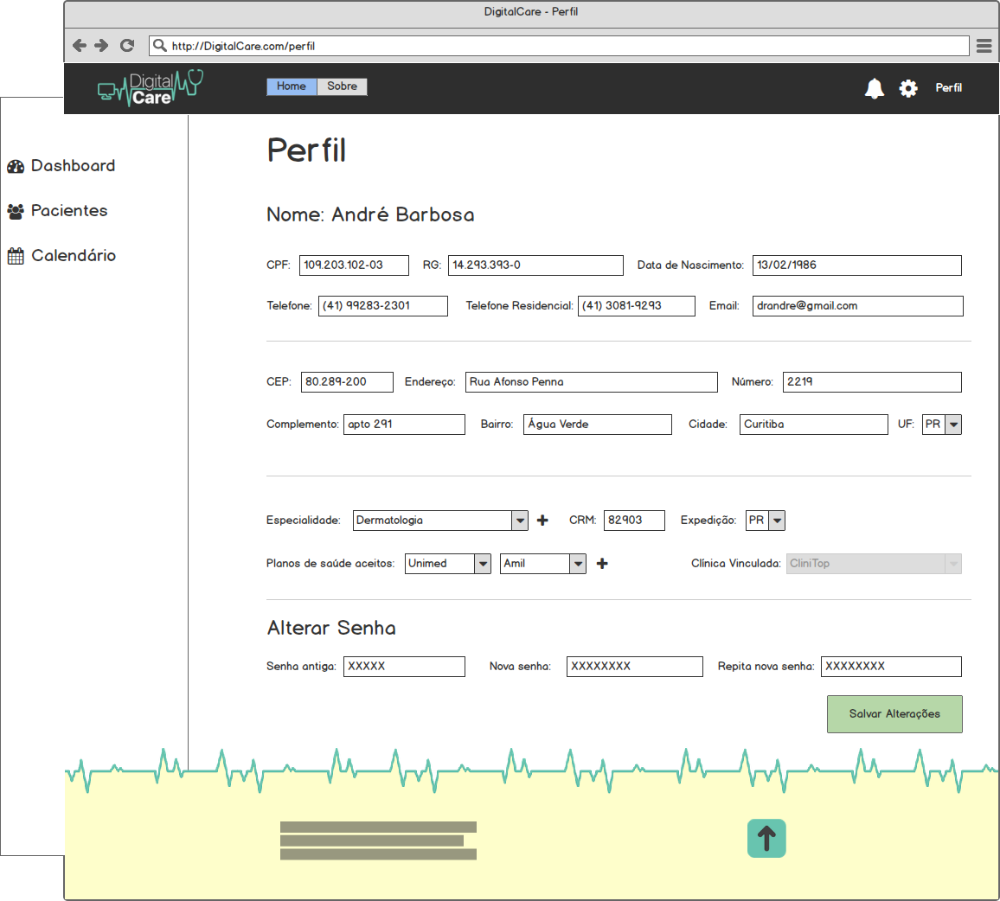 DigitalCare - Perfil
http://DigitalCare.com/perfil
Digital
Care
Home Sobre Perfil
Perfil
Dashboard
Pacientes
Calendário
Nome: André Barbosa
CPF: 109.203.102-03 RG: 14.293.393-0 Data de Nascimento: 13/02/1986
Telefone: (41) 99283-2301 Telefone Residencial: (41) 3081-9293 Email: drandre@gmail.com
CEP: 80.289-200 Endereço: Rua Afonso Penna Número: 2219
Complemento: apto 291 Bairro: Água Verde Cidade: Curitiba UF: PR
Especialidade: Dermatologia CRM: 82903 Expedição: PR
Planos de saúde aceitos: Unimed Amil Clínica Vinculada: CliniTop
Alterar Senha
Senha antiga: XXXXX Nova senha: XXXXXXXX Repita nova senha: XXXXXXXX
Salvar Alterações